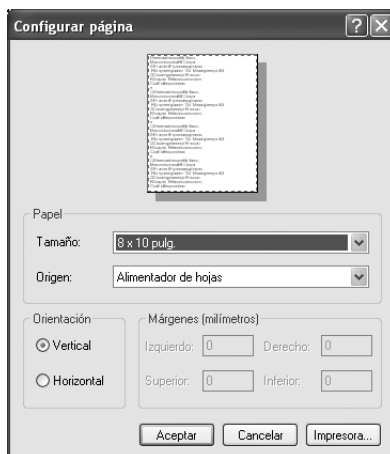 Configurar página
Papel
Tamaño: 8 x 10 pulg.
Origen: Alimentador de hojas
Orientación
Vertical
Horizontal
Márgenes (milímetros)
Izquierdo: 0 Derecho: 0
Superior: 0 Inferior: 0
Aceptar Cancelar Impresora...